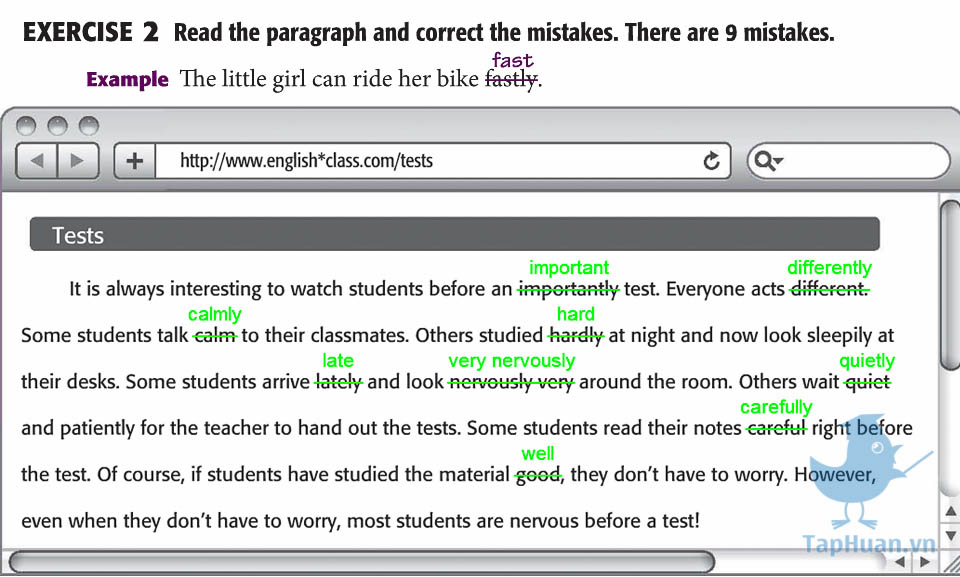 EXERCISE 2 Read the paragraph and correct the mistakes. There are 9 mistakes.
fast
Example The little girl can ride her bike fastly.
http://www.english*class.com/tests
Tests
important differently
It is always interesting to watch students before an importantly test. Everyone acts different.
calmly hard
Some students talk calm to their classmates. Others studied hardly at night and now look sleepily at
late very nervously quietly
their desks. Some students arrive lately and look nervously very around the room. Others wait quiet
carefully
and patiently for the teacher to hand out the tests. Some students read their notes careful right before
well
the test. Of course, if students have studied the material good, they don't have to worry. However,
even when they don't have to worry, most students are nervous before a test!
TapHuan.vn